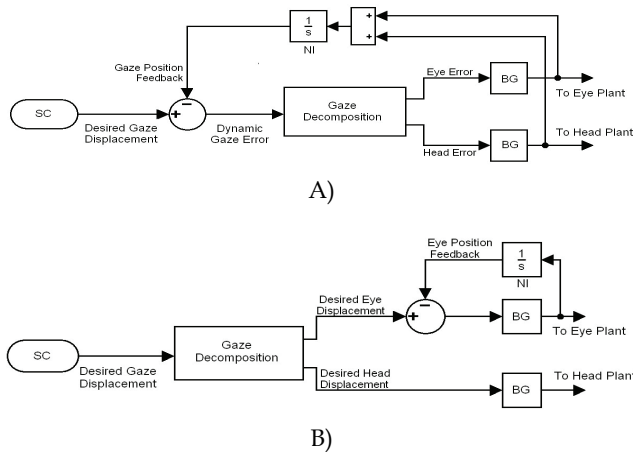 +
+
1
s
NI
Gaze Position
Feedback
SC
Desired Gaze
Displacement
+
−
Dynamic
Gaze Error
Gaze
Decomposition
Eye Error
BG
To Eye Plant
Head Error
BG
To Head Plant
A)
Eye Position
Feedback
1
s
NI
Desired Eye
Displacement
+
−
BG
To Eye Plant
SC
Desired Gaze
Displacement
Gaze
Decomposition
Desired Head
Displacement
BG
To Head Plant
B)